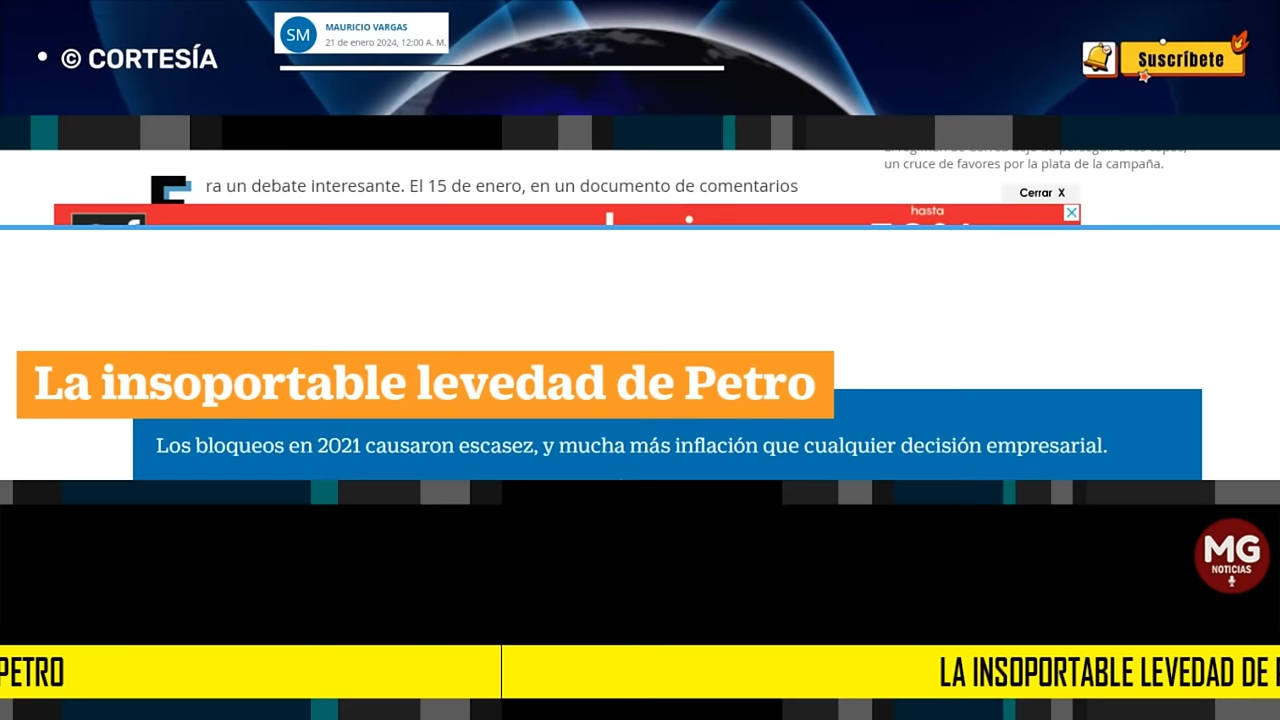 • © CORTESÍA
SM
MAURICIO VARGAS
21 de enero 2024, 12:00 A. M.
Suscríbete
un cruce de favores por la plata de la campaña.
Era un debate interesante. El 15 de enero, en un documento de comentarios
Cerrar X
hasta
La insoportable levedad de Petro
Los bloqueos en 2021 causaron escasez, y mucha más inflación que cualquier decisión empresarial.
MG
NOTICIAS
PETRO
LA INSOPORTABLE LEVEDAD DE